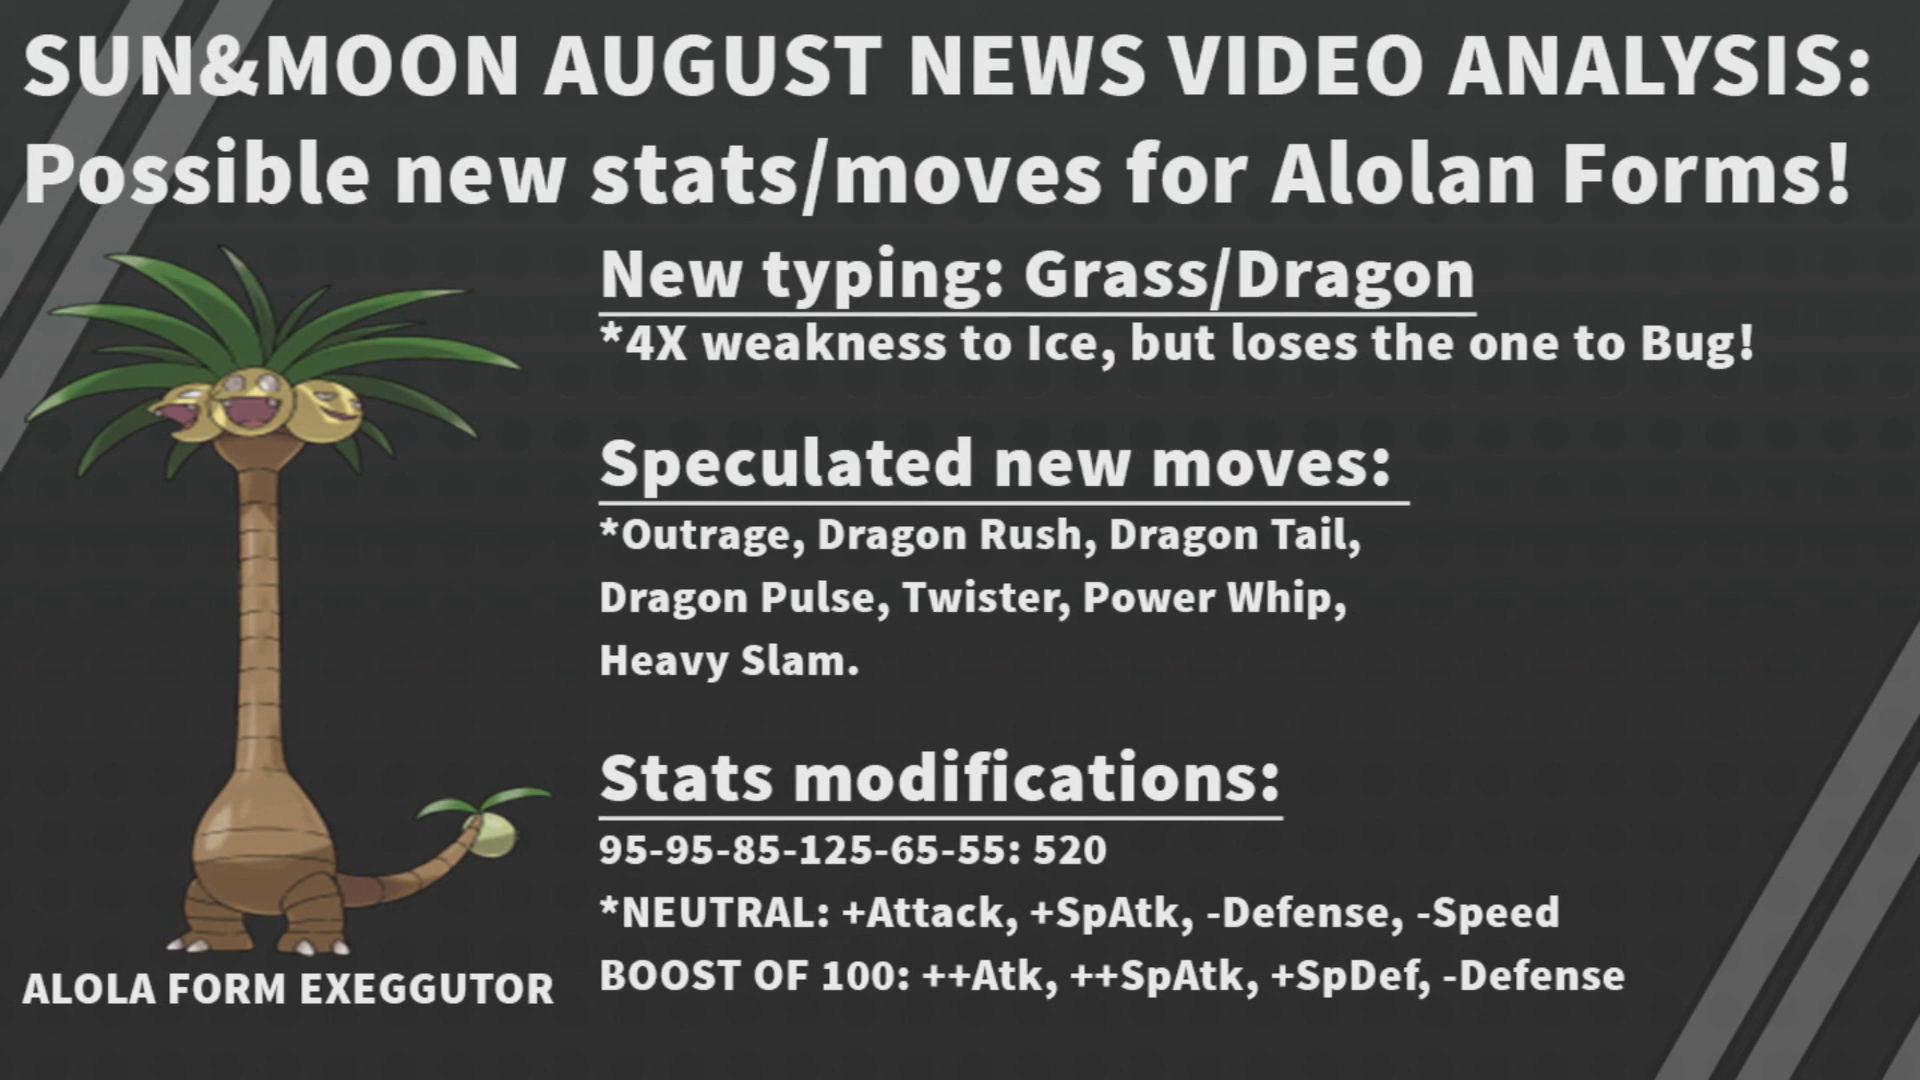 SUN&MOON AUGUST NEWS VIDEO ANALYSIS:
Possible new stats/moves for Alolan Forms!
New typing: Grass/Dragon
*4X weakness to Ice, but loses the one to Bug!
Speculated new moves:
*Outrage, Dragon Rush, Dragon Tail,
Dragon Pulse, Twister, Power Whip,
Heavy Slam.
Stats modifications:
95-95-85-125-65-55: 520
*NEUTRAL: +Attack, +SpAtk, -Defense, -Speed
BOOST OF 100: ++Atk, ++SpAtk, +SpDef, -Defense
ALOLA FORM EXEGGUTOR